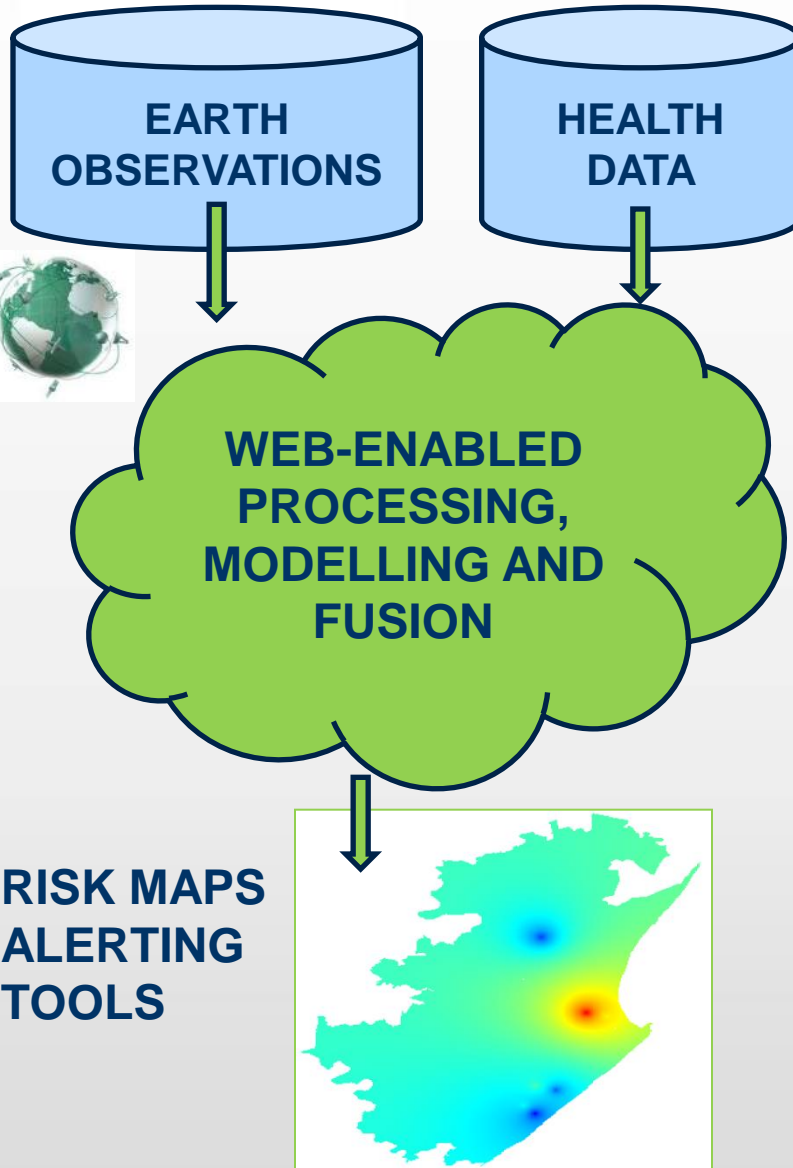 EARTH
OBSERVATIONS
HEALTH
DATA
WEB-ENABLED
PROCESSING,
MODELLING AND
FUSION
RISK MAPS
ALERTING
TOOLS